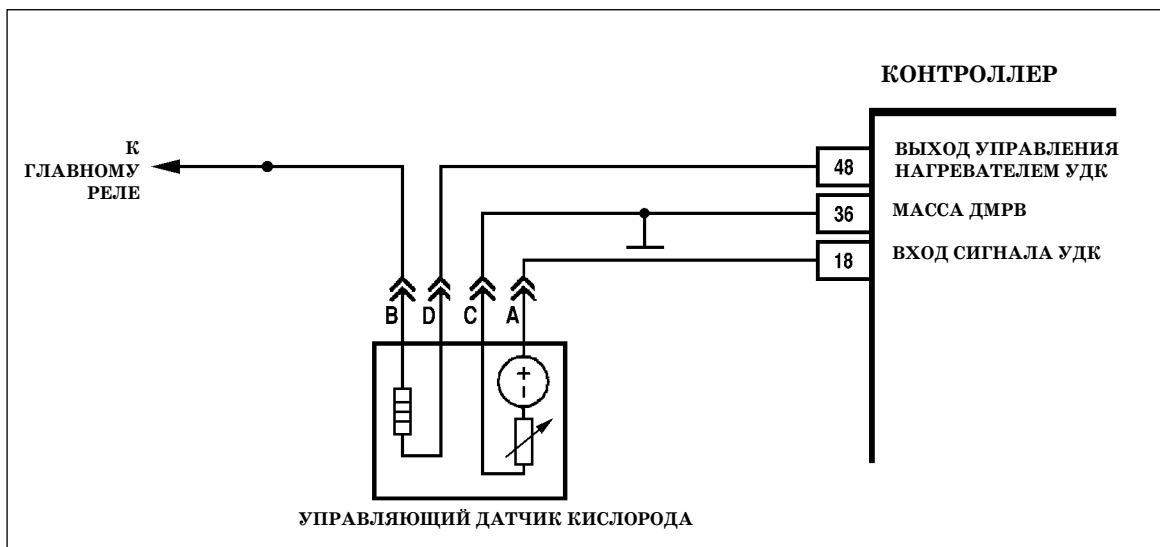 КОНТРОЛЛЕР
К
ГЛАВНОМУ
РЕЛЕ
48
ВЫХОД УПРАВЛЕНИЯ
НАГРЕВАТЕЛЕМ УДК
36
МАССА ДМРВ
18
ВХОД СИГНАЛА УДК
B D C A
+
−
УПРАВЛЯЮЩИЙ ДАТЧИК КИСЛОРОДА